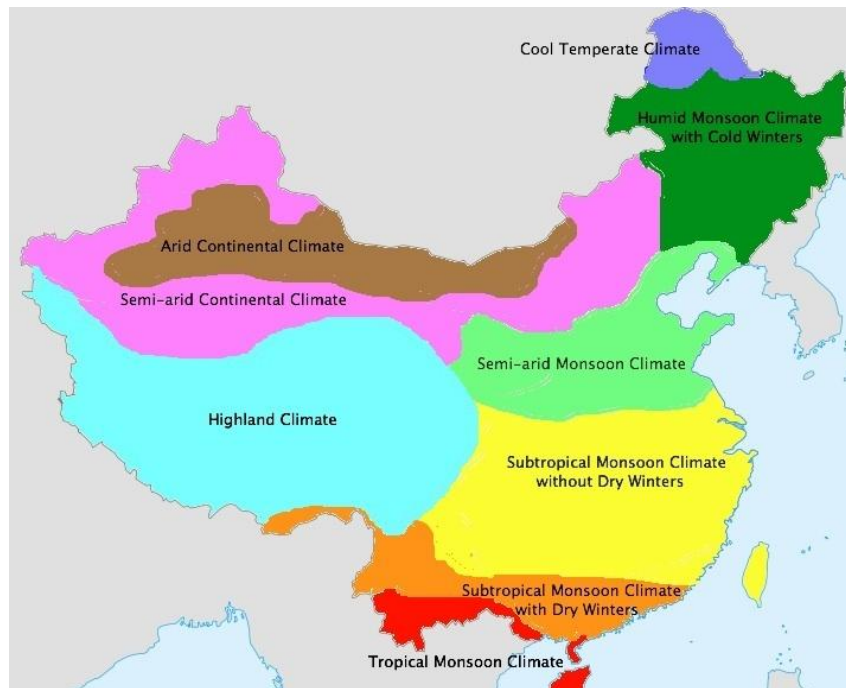 Cool Temperate Climate
Humid Monsoon Climate
with Cold Winters
Arid Continental Climate
Semi-arid Continental Climate
Semi-arid Monsoon Climate
Highland Climate
Subtropical Monsoon Climate
without Dry Winters
Subtropical Monsoon Climate
with Dry Winters
Tropical Monsoon Climate